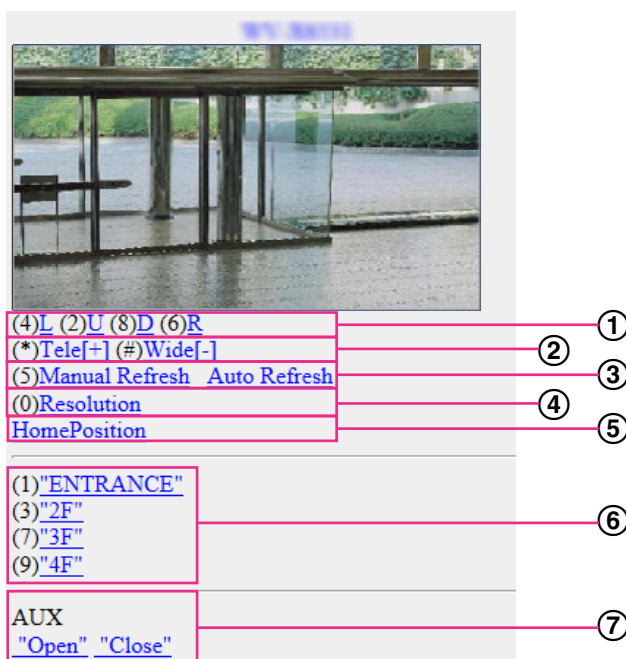 (4)L (2)U (8)D (6)R ①
(*)Tele[+] (#)Wide[-] ②
(5)Manual Refresh Auto Refresh ③
(0)Resolution ④
HomePosition ⑤
(1)"ENTRANCE"
(3)"2F"
(7)"3F" ⑥
(9)"4F"
AUX ⑦
"Open" "Close"